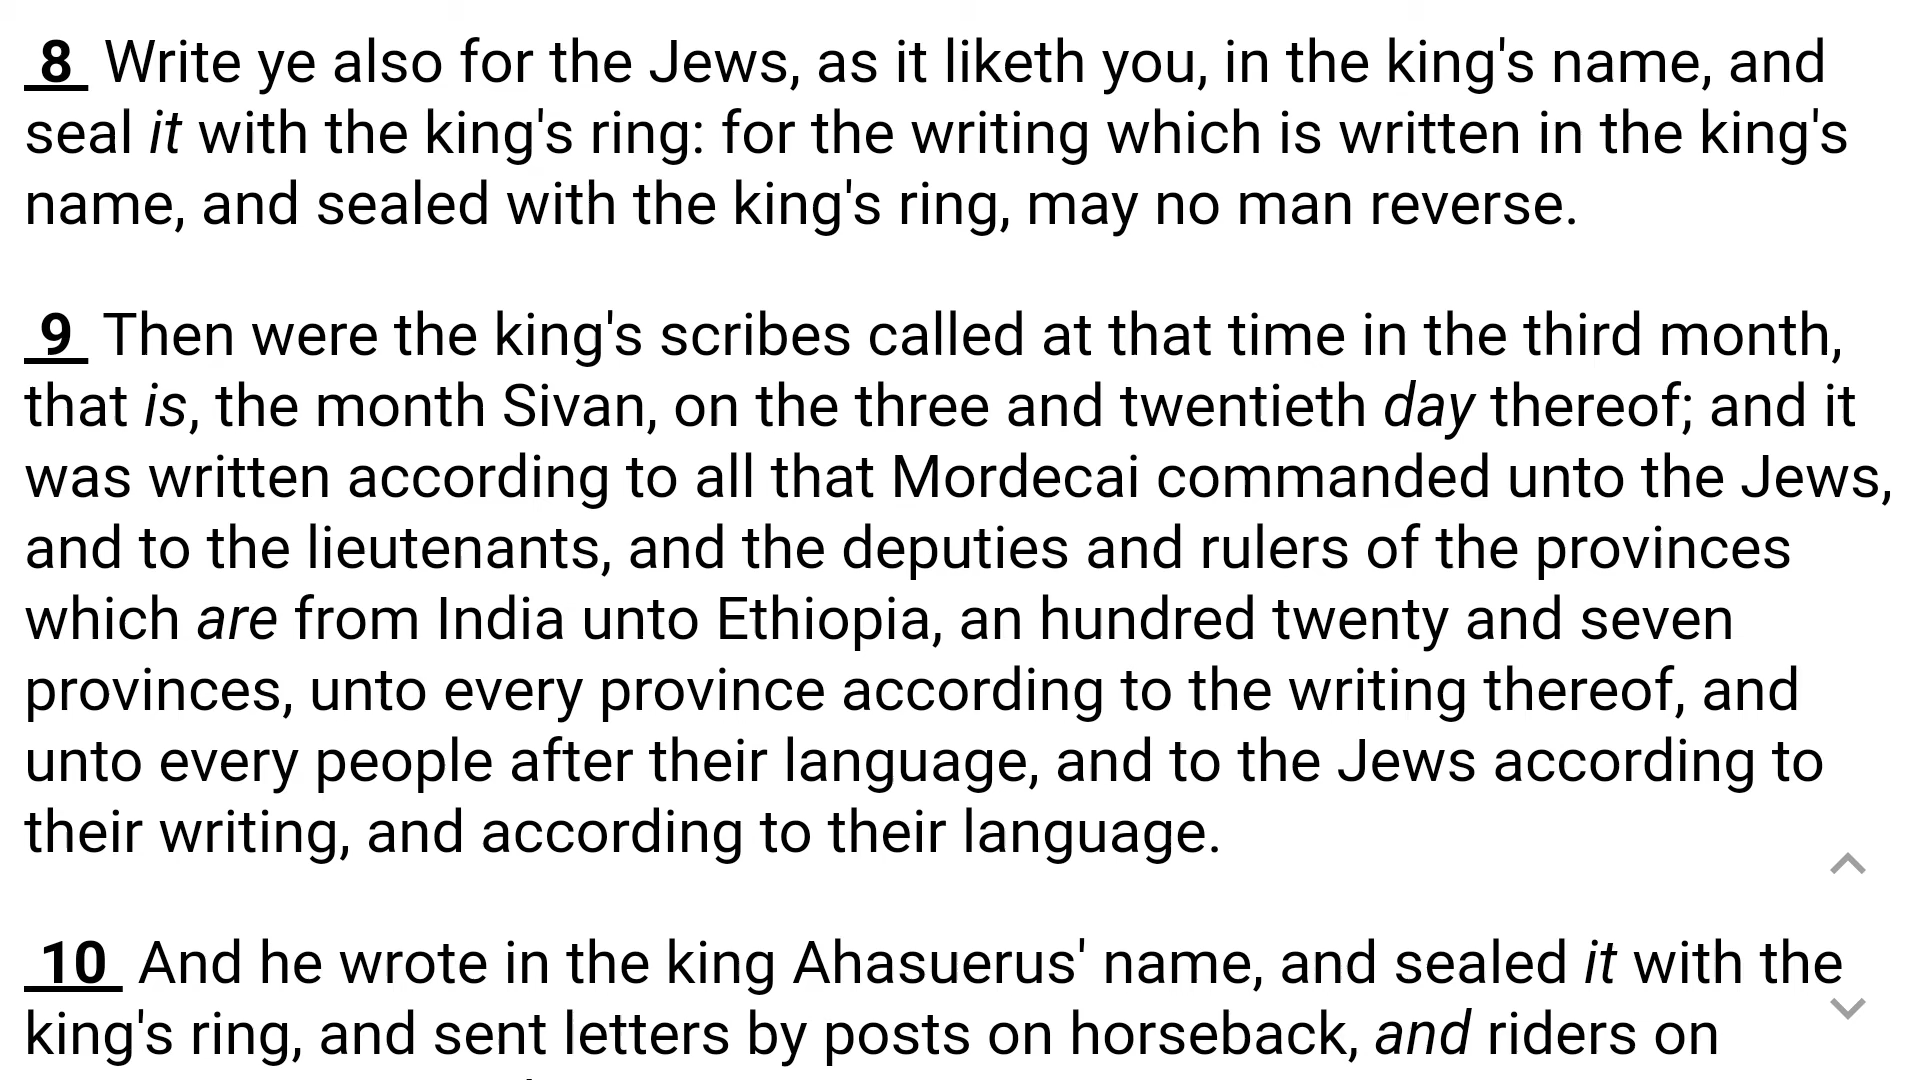 8 Write ye also for the Jews, as it liketh you, in the king's name, and
seal it with the king's ring: for the writing which is written in the king's
name, and sealed with the king's ring, may no man reverse.
9 Then were the king's scribes called at that time in the third month,
that is, the month Sivan, on the three and twentieth day thereof; and it
was written according to all that Mordecai commanded unto the Jews,
and to the lieutenants, and the deputies and rulers of the provinces
which are from India unto Ethiopia, an hundred twenty and seven
provinces, unto every province according to the writing thereof, and
unto every people after their language, and to the Jews according to
their writing, and according to their language.
10 And he wrote in the king Ahasuerus' name, and sealed it with the
king's ring, and sent letters by posts on horseback, and riders on